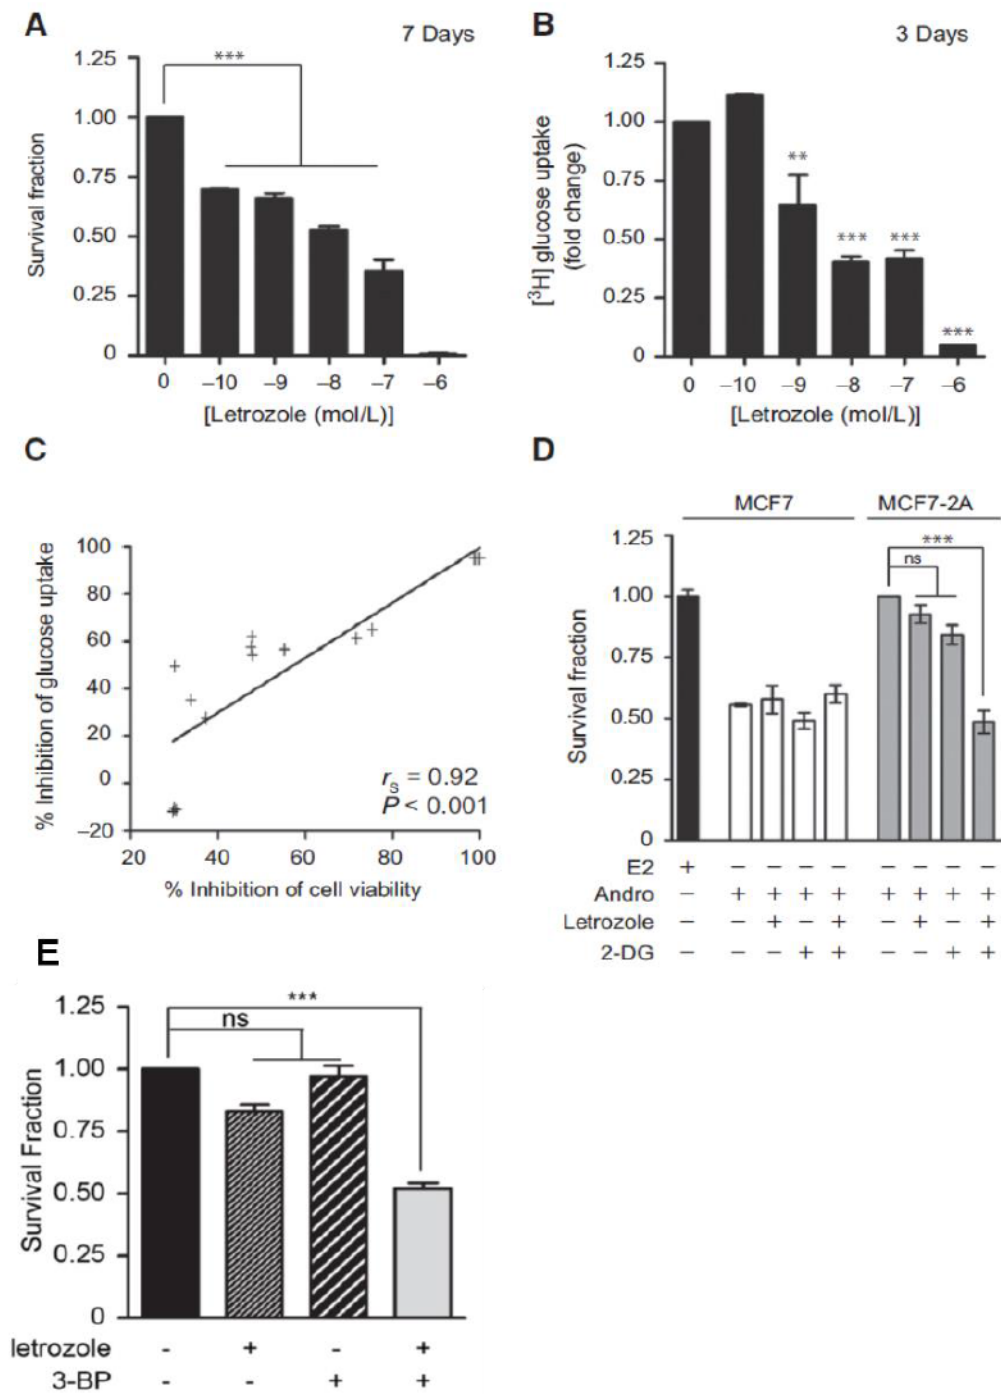 A
7 Days
1.25
1.00
0.75
0.50
0.25
0
Survival fraction
***
0
–10
–9
–8
–7
–6
[Letrozole (mol/L)]
B
3 Days
1.25
1.00
0.75
0.50
0.25
0
[3H] glucose uptake
(fold change)
**
***
***
***
0
–10
–9
–8
–7
–6
[Letrozole (mol/L)]
C
100
80
60
40
20
0
–20
% Inhibition of glucose uptake
rs = 0.92
P < 0.001
20
40
60
80
100
% Inhibition of cell viability
D
MCF7
MCF7-2A
1.25
1.00
0.75
0.50
0.25
0
Survival fraction
***
ns
E2 + – – – – – – – –
Andro – + + + + + + + +
Letrozole – – + – + – + – +
2-DG – – – + + – – + +
E
1.25
1.00
0.75
0.50
0.25
0
Survival Fraction
***
ns
letrozole - + - +
3-BP - - + +